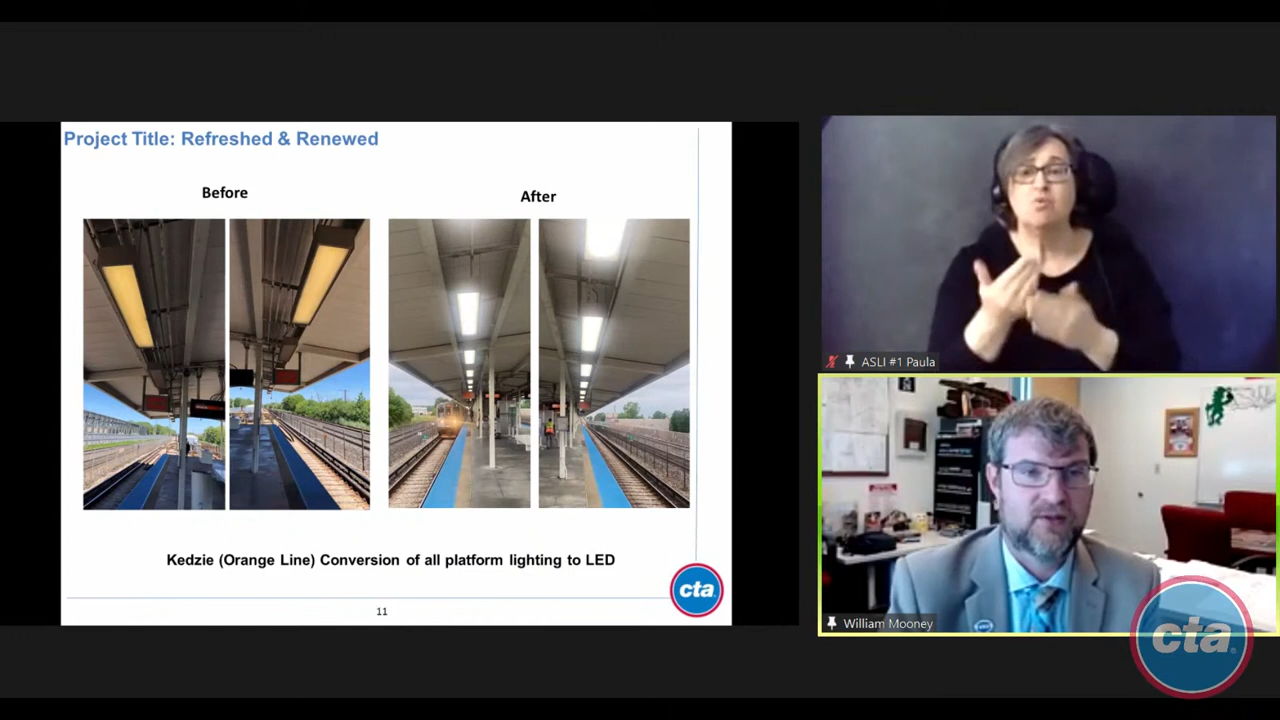 Project Title: Refreshed & Renewed
Before
After
Kedzie (Orange Line) Conversion of all platform lighting to LED
cta
11
ASLI #1 Paula
William Mooney
cta